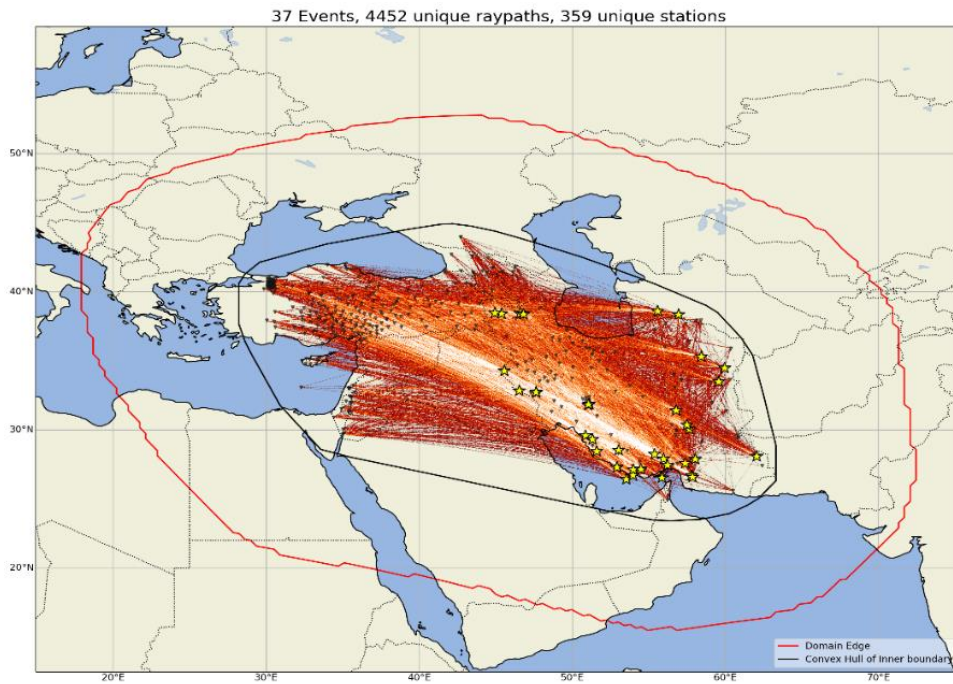 37 Events, 4452 unique raypaths, 359 unique stations
50°N
40°N
30°N
20°N
20°E
30°E
40°E
50°E
60°E
70°E
Domain Edge
Convex Hull of Inner boundary